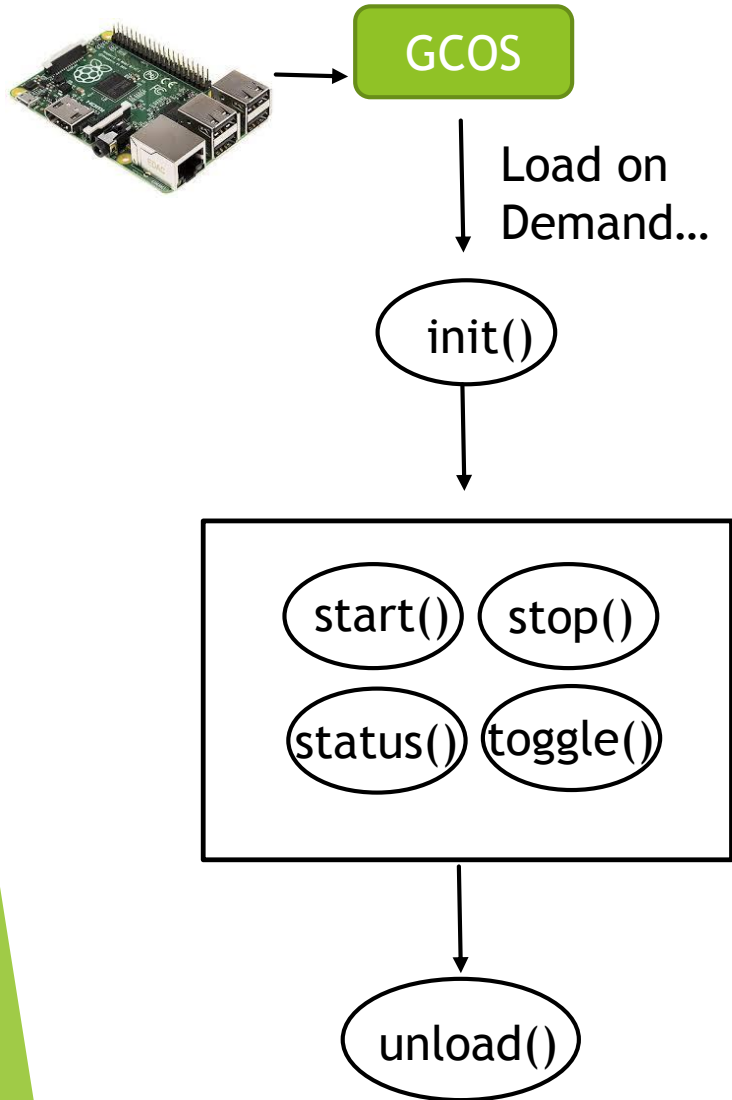 GCOS
Load on
Demand…
init()
start() stop()
status() toggle()
unload()